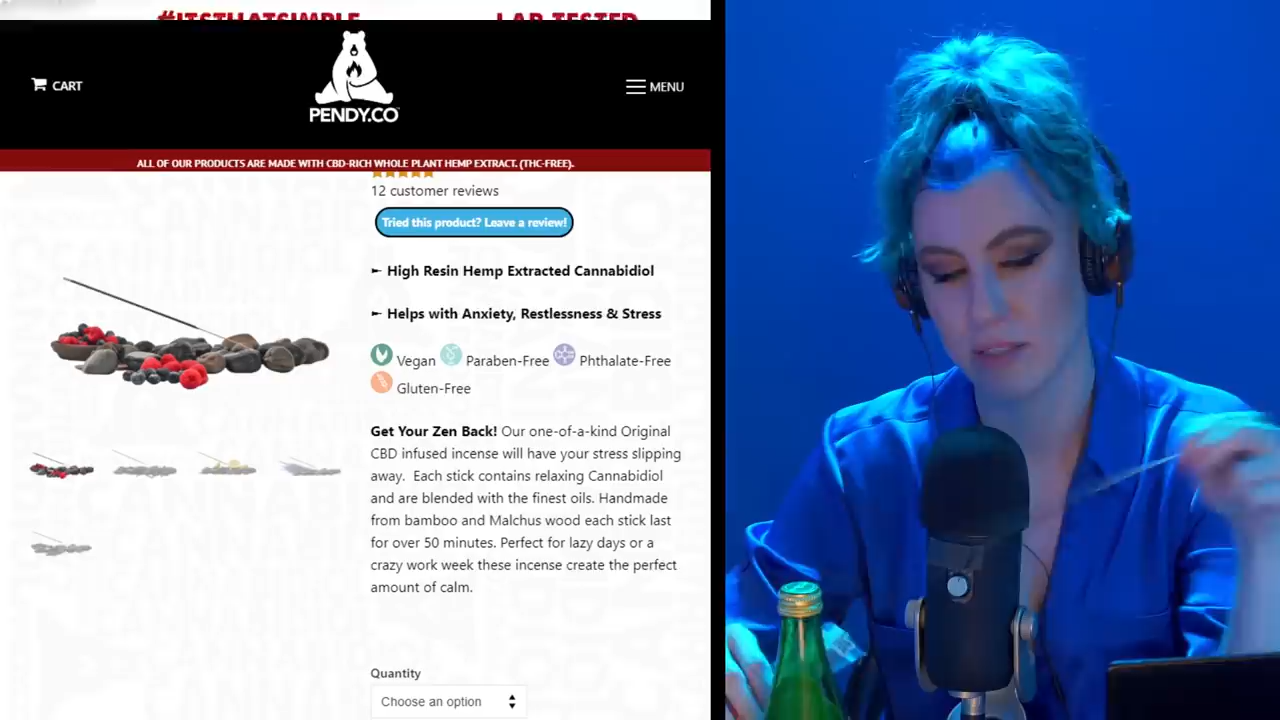 #ITSTHATSIMPLE LAB TESTED
CART
PENDY.CO
MENU
ALL OF OUR PRODUCTS ARE MADE WITH CBD-RICH WHOLE PLANT HEMP EXTRACT. (THC-FREE).
12 customer reviews
Tried this product? Leave a review!
► High Resin Hemp Extracted Cannabidiol
► Helps with Anxiety, Restlessness & Stress
Vegan Paraben-Free Phthalate-Free
Gluten-Free
Get Your Zen Back! Our one-of-a-kind Original
CBD infused incense will have your stress slipping
away. Each stick contains relaxing Cannabidiol
and are blended with the finest oils. Handmade
from bamboo and Malchus wood each stick last
for over 50 minutes. Perfect for lazy days or a
crazy work week these incense create the perfect
amount of calm.
Quantity
Choose an option